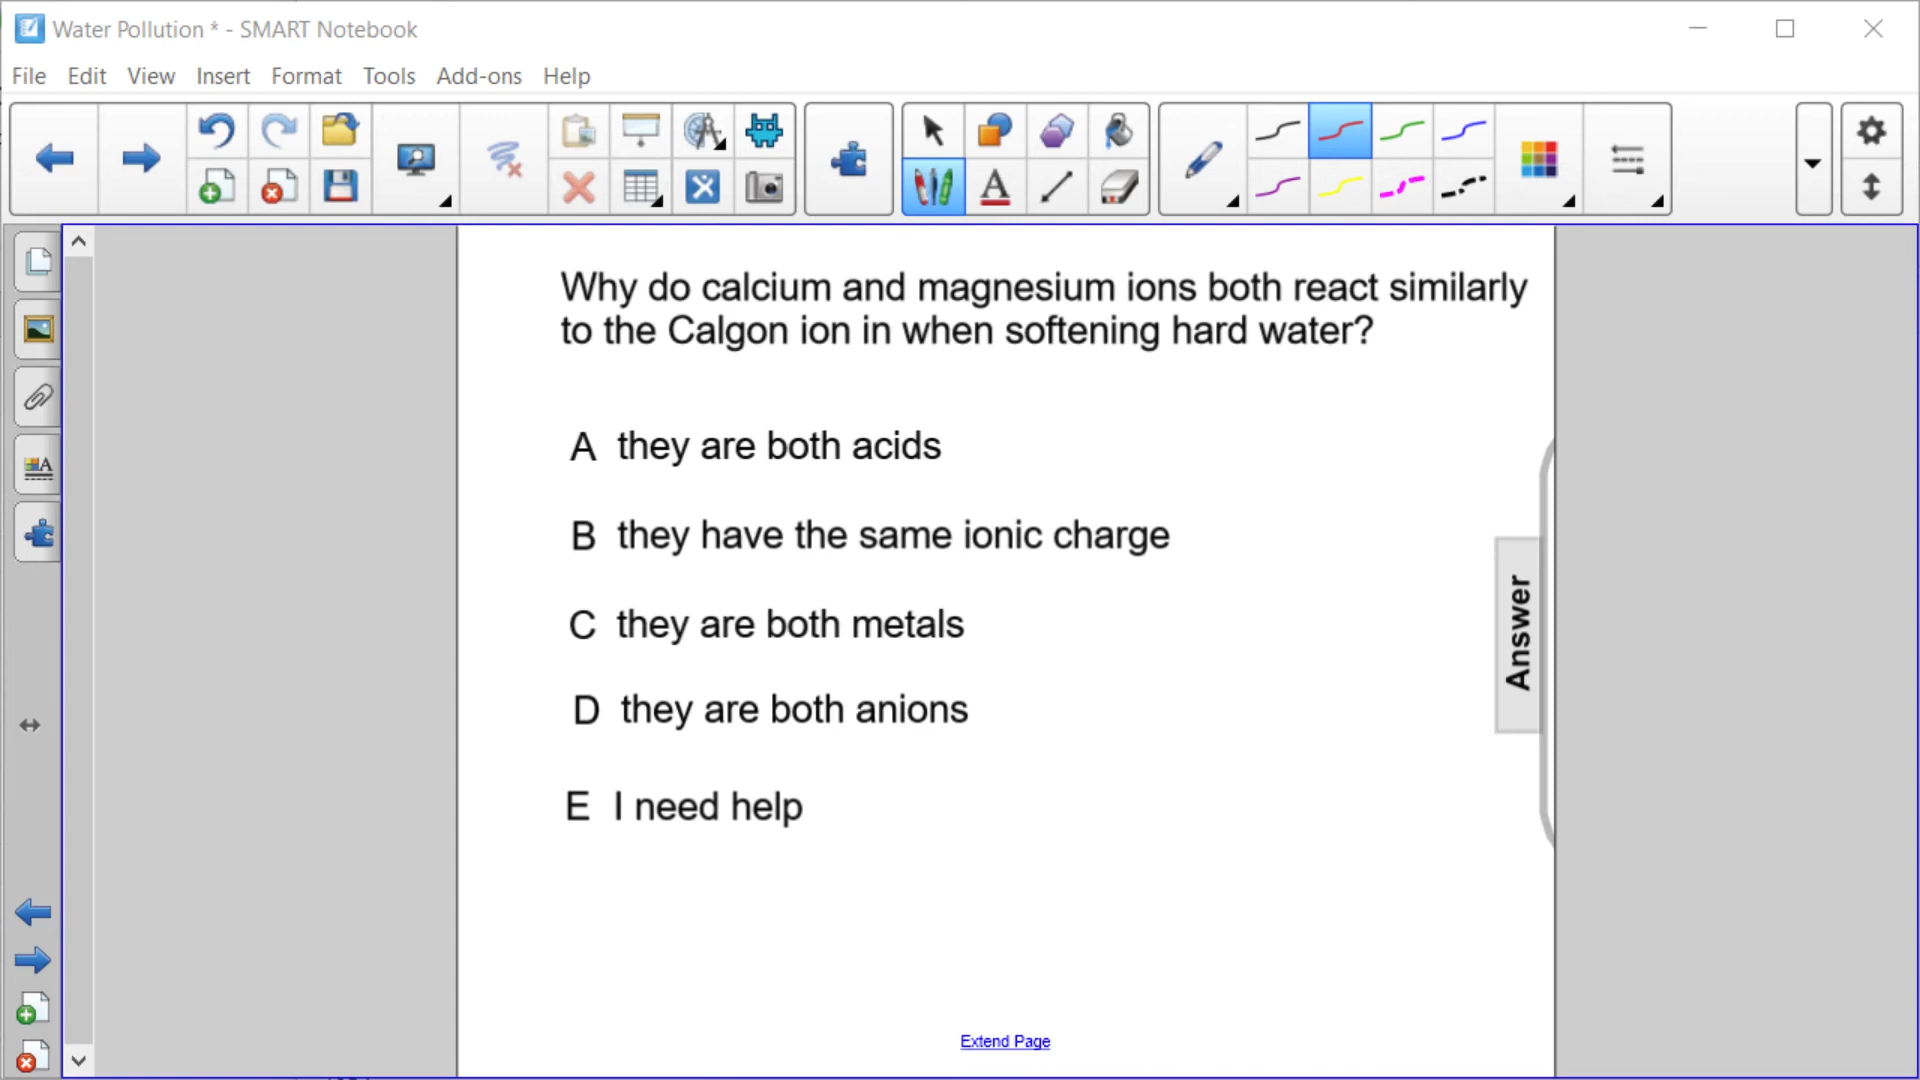 Water Pollution * - SMART Notebook
File Edit View Insert Format Tools Add-ons Help
Why do calcium and magnesium ions both react similarly
to the Calgon ion in when softening hard water?
A they are both acids
B they have the same ionic charge
C they are both metals
D they are both anions
E I need help
Answer
Extend Page